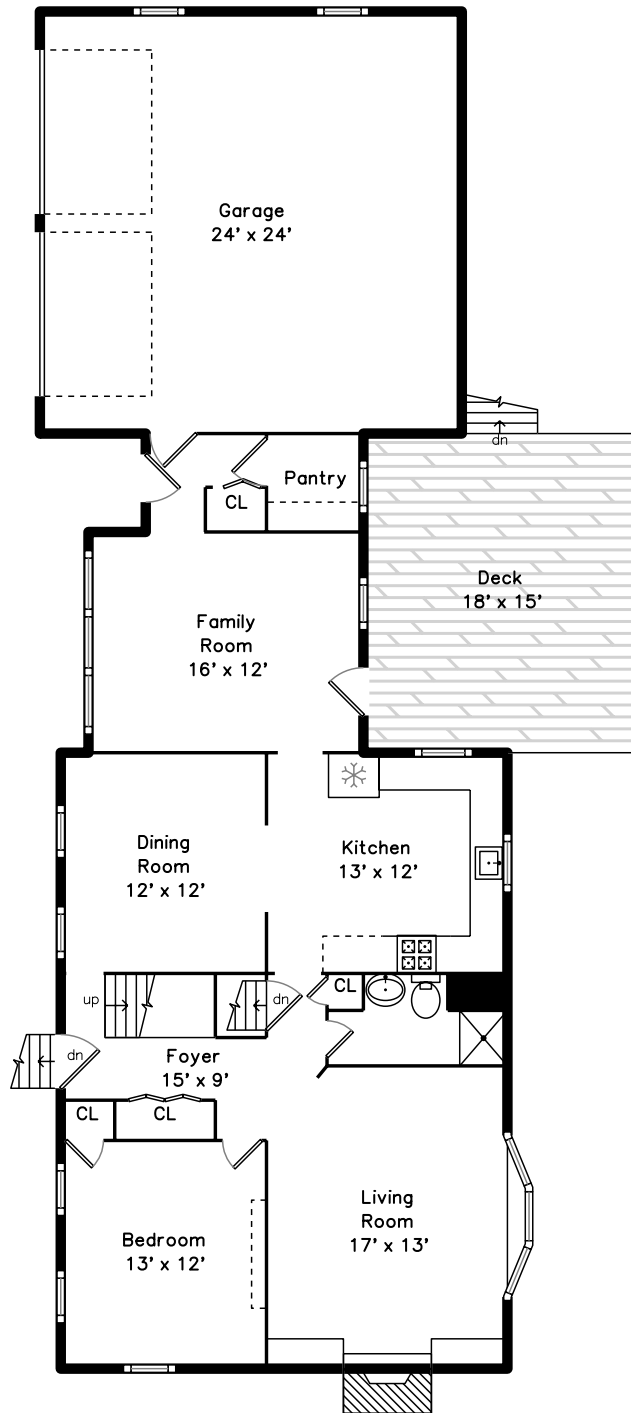 Garage
24' x 24'
dn
Pantry
CL
Deck
18' x 15'
Family
Room
16' x 12'
Dining
Room
12' x 12'
Kitchen
13' x 12'
up
dn
CL
dn
Foyer
15' x 9'
CL
CL
Living
Room
17' x 13'
Bedroom
13' x 12'